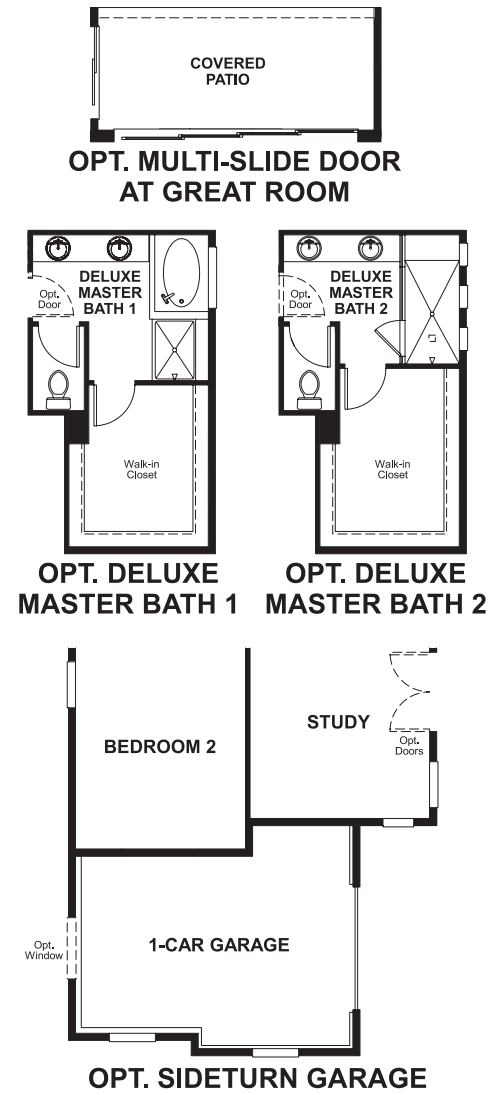 COVERED
PATIO
OPT. MULTI-SLIDE DOOR
AT GREAT ROOM
DELUXE
MASTER
BATH 1
Opt.
Door
Walk-in
Closet
OPT. DELUXE
MASTER BATH 1
DELUXE
MASTER
BATH 2
Opt.
Door
Walk-in
Closet
OPT. DELUXE
MASTER BATH 2
STUDY
BEDROOM 2
Opt.
Doors
1-CAR GARAGE
Opt.
Window
OPT. SIDETURN GARAGE